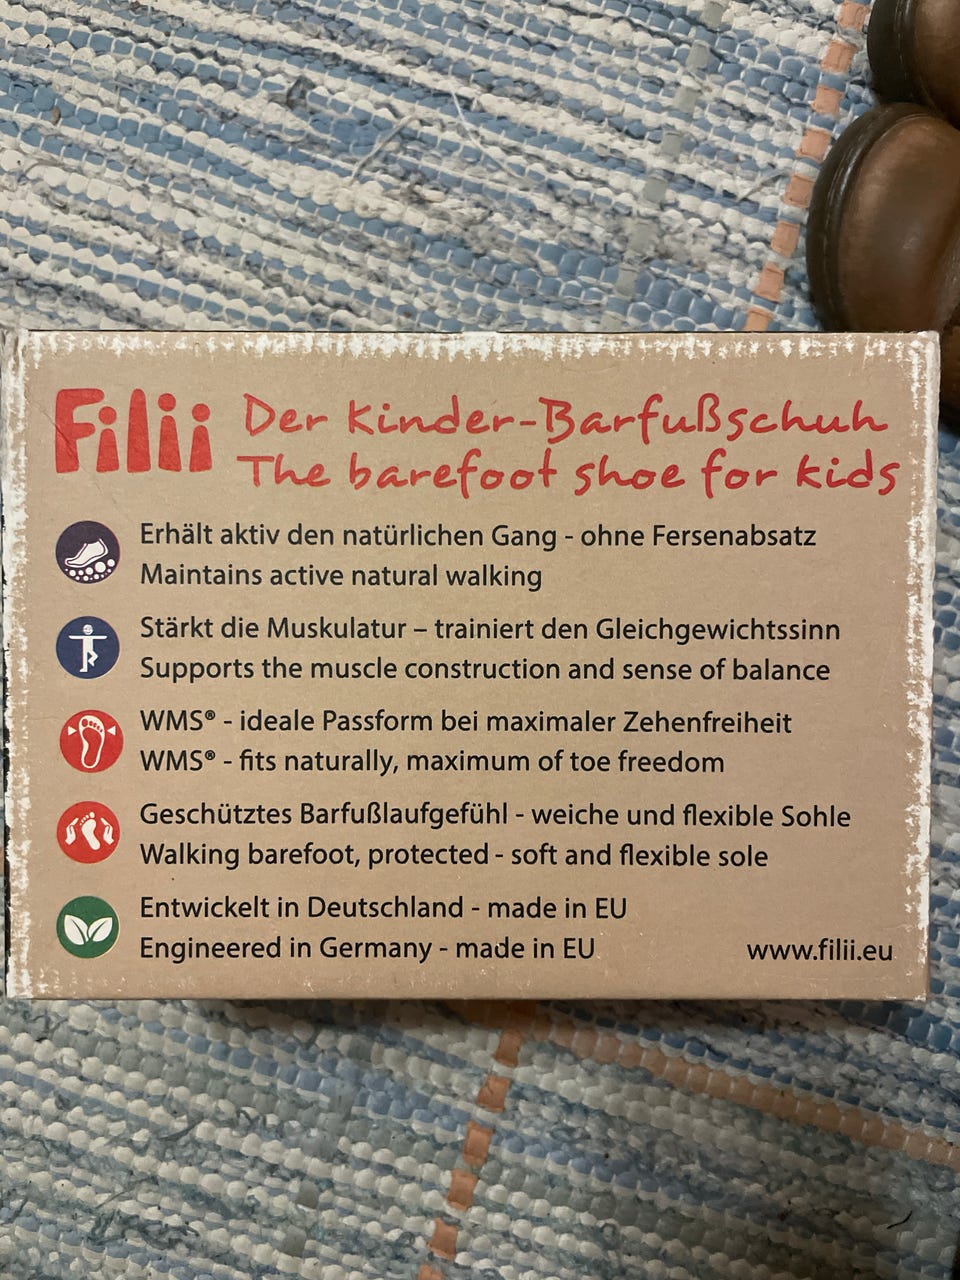 Filii Der Kinder-Barfußschuh
The barefoot shoe for kids
Erhält aktiv den natürlichen Gang - ohne Fersenabsatz
Maintains active natural walking
Stärkt die Muskulatur – trainiert den Gleichgewichtssinn
Supports the muscle construction and sense of balance
WMS® - ideale Passform bei maximaler Zehenfreiheit
WMS® - fits naturally, maximum of toe freedom
Geschütztes Barfußlaufgefühl - weiche und flexible Sohle
Walking barefoot, protected - soft and flexible sole
Entwickelt in Deutschland - made in EU
Engineered in Germany - made in EU www.filii.eu